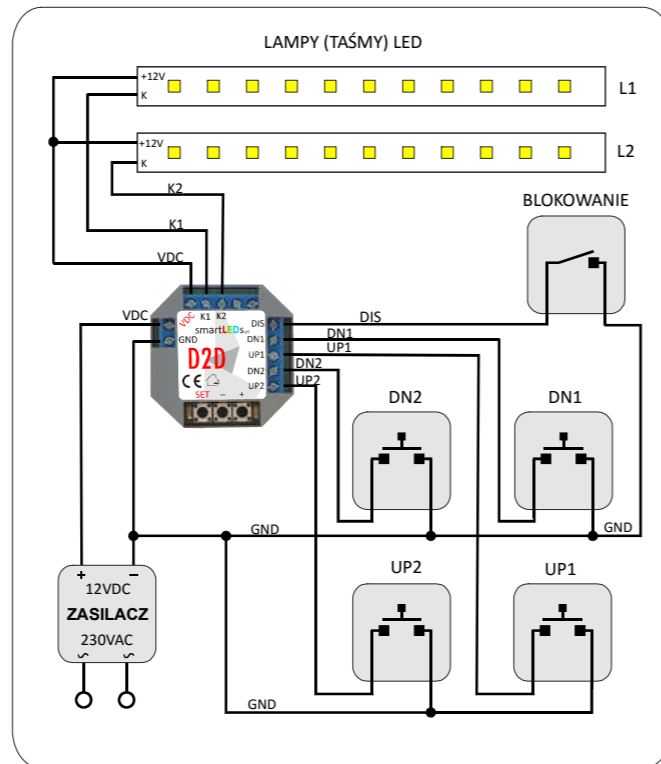 LAMPY (TAŚMY) LED
+12V
K
L1
+12V
K
L2
K2
K1
VDC
BLOKOWANIE
VDC
VDC K1 K2
GND
smartLEDs.pl
D2D
CE
SET – +
DIS
DN1
UP1
DN2
UP2
DIS
DN1
UP1
DN2
UP2
DN2
DN1
GND
GND
+ –
12VDC
ZASILACZ
230VAC
UP2
UP1
GND